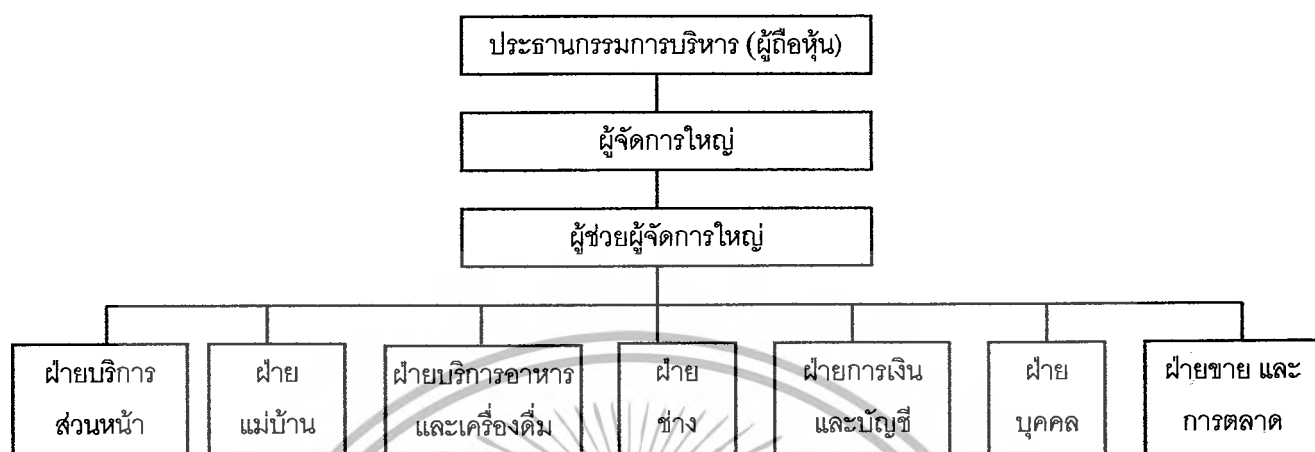 ประธานกรรมการบริหาร (ผู้ถือหุ้น)
ผู้จัดการใหญ่
ผู้ช่วยผู้จัดการใหญ่
ฝ่ายบริการ
ส่วนหน้า
ฝ่าย
แม่บ้าน
ฝ่ายบริการอาหาร
และเครื่องดื่ม
ฝ่าย
ช่าง
ฝ่ายการเงิน
และบัญชี
ฝ่าย
บุคคล
ฝ่ายขาย และ
การตลาด